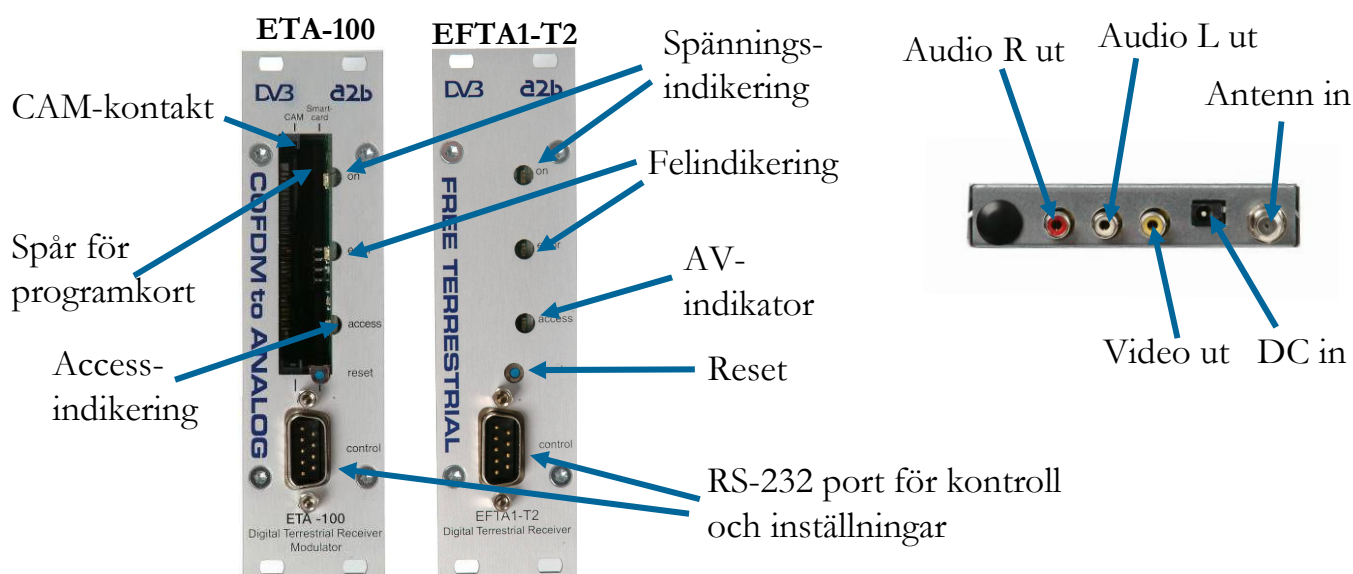 ETA-100
EFTA1-T2
Spännings-
indikering
Audio R ut
Audio L ut
Antenn in
CAM-kontakt
Felindikering
Spår för
programkort
AV-
indikator
Access-
indikering
Reset
Video ut
DC in
RS-232 port för kontroll
och inställningar
DVB
a2b
CAM
Smart-
card
on
access
reset
control
COFDM to ANALOG
ETA -100
Digital Terrestrial Receiver
Modulator
DVB
a2b
on
access
control
FREE TERRESTRIAL
EFTA1-T2
Digital Terrestrial Receiver